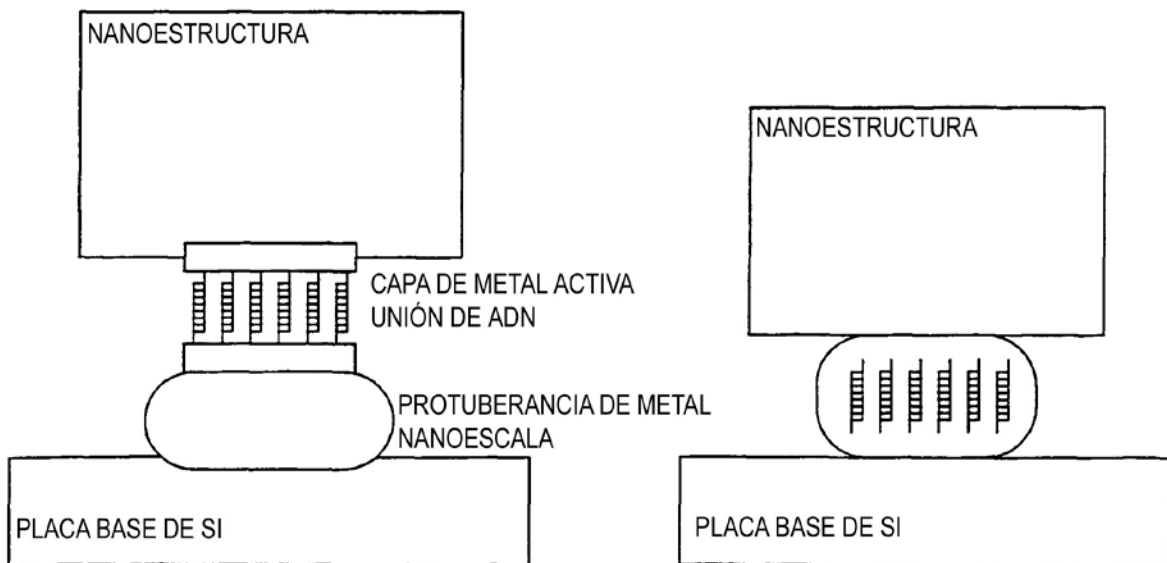 NANOESTRUCTURA
CAPA DE METAL ACTIVA
UNIÓN DE ADN
PROTUBERANCIA DE METAL
NANOESCALA
PLACA BASE DE SI
NANOESTRUCTURA
PLACA BASE DE SI